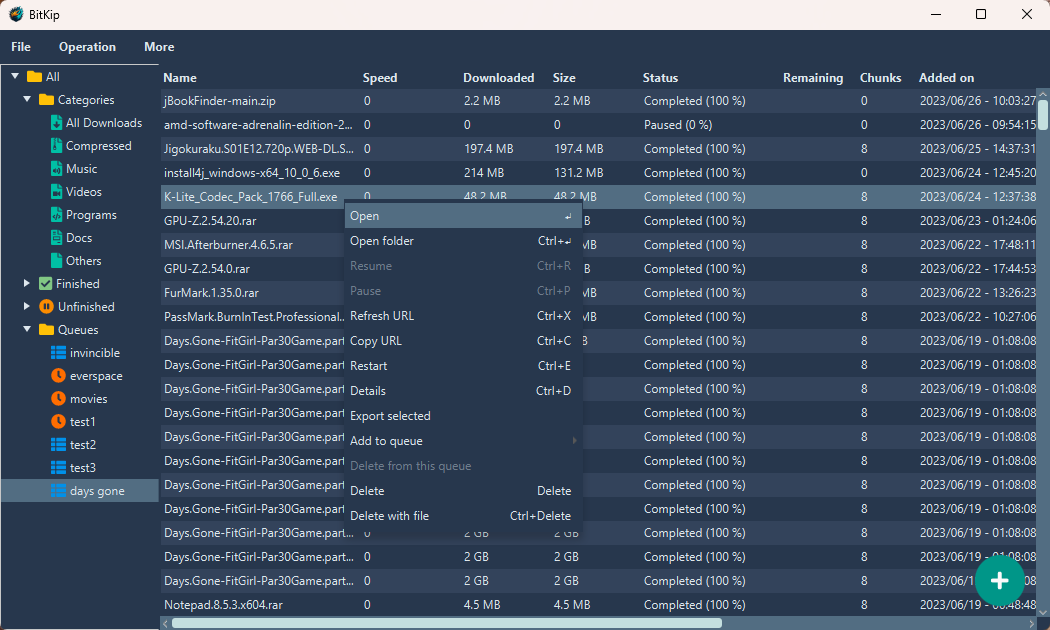 BitKip
File Operation More
All
Categories
All Downloads
Compressed
Music
Videos
Programs
Docs
Others
Finished
Unfinished
Queues
invincible
everspace
movies
test1
test2
test3
days gone
Name Speed Downloaded Size Status Remaining Chunks Added on
jBookFinder-main.zip 0 2.2 MB 2.2 MB Completed (100 %) 0 2023/06/26 - 10:03:27
amd-software-adrenalin-edition-2... 0 0 0 Paused (0 %) 0 2023/06/26 - 09:54:15
Jigokuraku.S01E12.720p.WEB-DL.S... 0 197.4 MB 197.4 MB Completed (100 %) 8 2023/06/25 - 14:37:31
install4j_windows-x64_10_0_6.exe 0 214 MB 131.2 MB Completed (100 %) 0 2023/06/24 - 12:45:20
K-Lite_Codec_Pack_1766_Full.exe 0 48.2 MB 48.2 MB Completed (100 %) 8 2023/06/24 - 12:37:38
GPU-Z.2.54.20.rar B Completed (100 %) 8 2023/06/23 - 01:24:06
MSI.Afterburner.4.6.5.rar MB Completed (100 %) 8 2023/06/22 - 17:48:11
GPU-Z.2.54.0.rar B Completed (100 %) 8 2023/06/22 - 17:44:53
FurMark.1.35.0.rar MB Completed (100 %) 8 2023/06/22 - 13:26:23
PassMark.BurnInTest.Professional. MB Completed (100 %) 8 2023/06/22 - 10:27:06
Days.Gone-FitGirl-Par30Game.part B Completed (100 %) 8 2023/06/19 - 01:08:08
Days.Gone-FitGirl-Par30Game.part Completed (100 %) 8 2023/06/19 - 01:08:08
Days.Gone-FitGirl-Par30Game.part Completed (100 %) 8 2023/06/19 - 01:08:08
Days.Gone-FitGirl-Par30Game.part Completed (100 %) 8 2023/06/19 - 01:08:08
Days.Gone-FitGirl-Par30Game.part Completed (100 %) 8 2023/06/19 - 01:08:08
Days.Gone-FitGirl-Par30Game.part Completed (100 %) 8 2023/06/19 - 01:08:08
Days.Gone-FitGirl-Par30Game.part Completed (100 %) 8 2023/06/19 - 01:08:08
Days.Gone-FitGirl-Par30Game.part Completed (100 %) 8 2023/06/19 - 01:08:08
Days.Gone-FitGirl-Par30Game.part... 0 2 GB 2 GB Completed (100 %) 8 2023/06/19 - 01:08:08
Days.Gone-FitGirl-Par30Game.part... 0 2 GB 2 GB Completed (100 %) 8 2023/06/19 - 01:08:08
Days.Gone-FitGirl-Par30Game.part... 0 2 GB 2 GB Completed (100 %) 8 2023/06/1 08
Notepad.8.5.3.x604.rar 0 4.5 MB 4.5 MB Completed (100 %) 8 2023/06/19 - 00:48:48
Open ↵
Open folder Ctrl+↵
Resume Ctrl+R
Pause Ctrl+P
Refresh URL Ctrl+X
Copy URL Ctrl+C
Restart Ctrl+E
Details Ctrl+D
Export selected
Add to queue
Delete from this queue
Delete Delete
Delete with file Ctrl+Delete